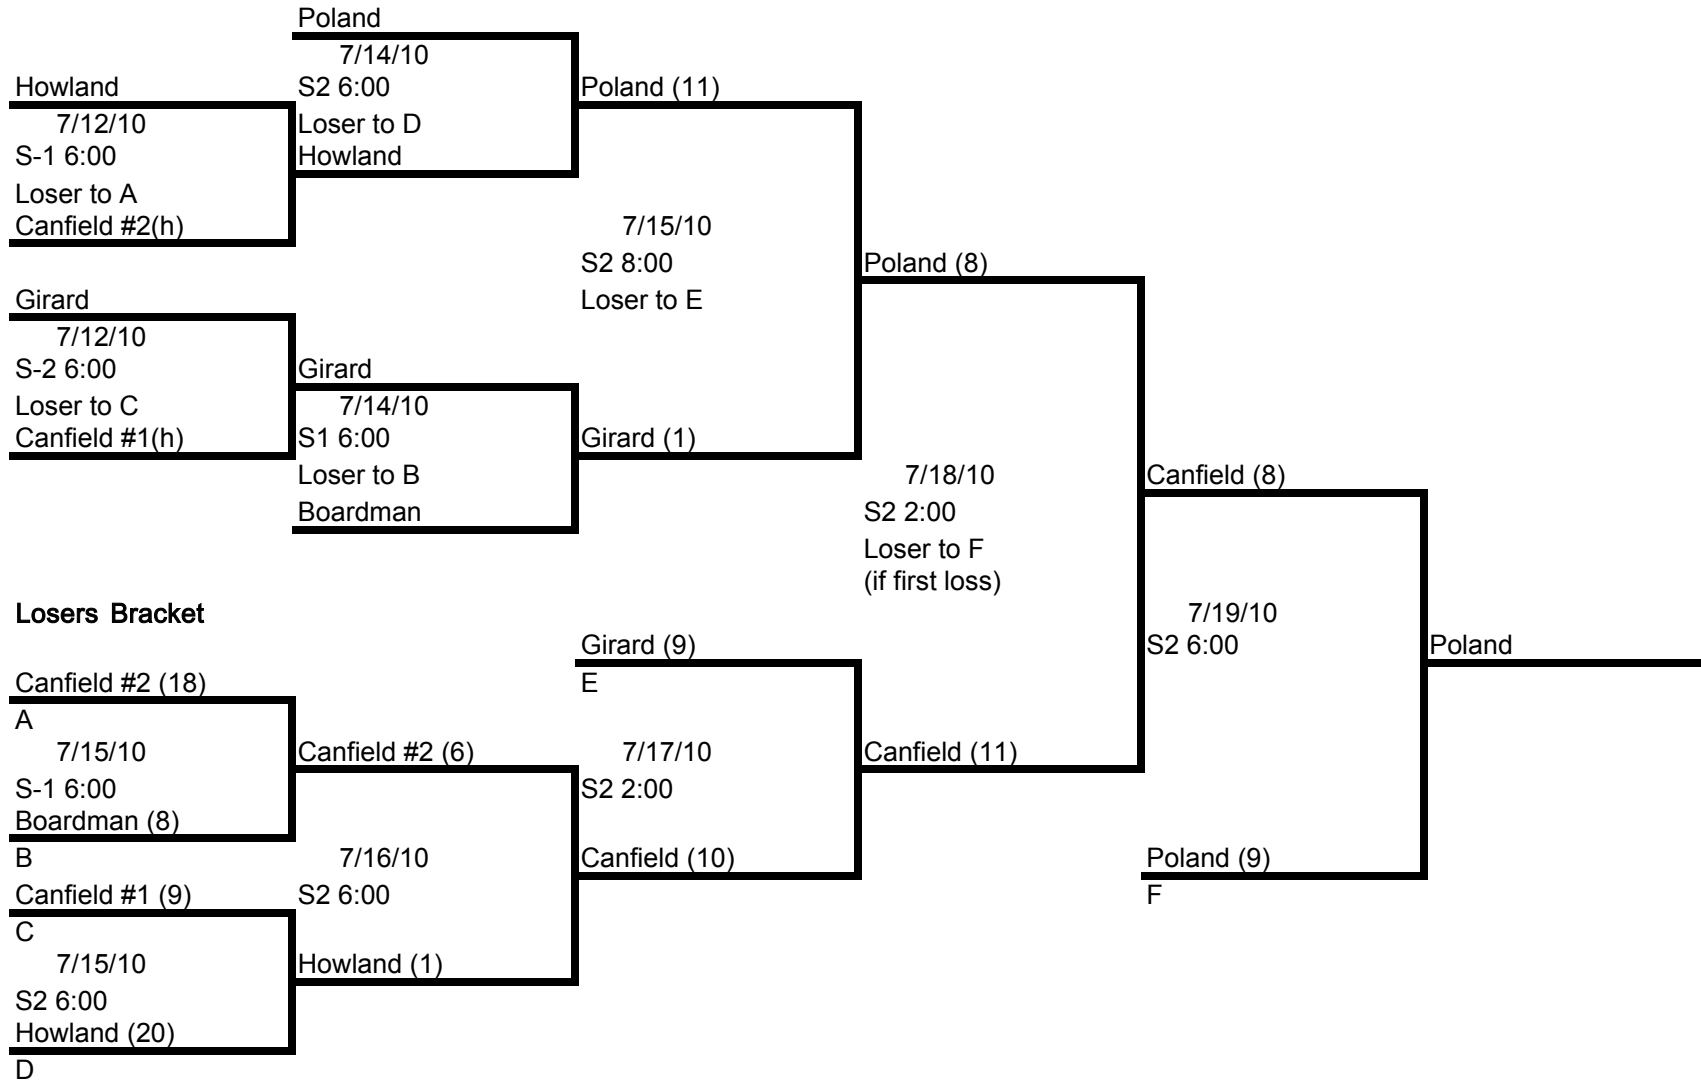 Poland
7/14/10
S2 6:00
Loser to D
Howland
Howland
7/12/10
S-1 6:00
Loser to A
Canfield #2(h)
Poland (11)
7/15/10
S2 8:00
Loser to E
Girard
7/12/10
S-2 6:00
Loser to C
Canfield #1(h)
Girard
7/14/10
S1 6:00
Loser to B
Boardman
Girard (1)
Poland (8)
7/18/10
S2 2:00
Loser to F
(if first loss)
Canfield (8)
7/19/10
S2 6:00
Poland
Losers Bracket
Canfield #2 (18)
A
7/15/10
S-1 6:00
Boardman (8)
B
Canfield #1 (9)
C
7/15/10
S2 6:00
Howland (20)
D
Canfield #2 (6)
7/16/10
S2 6:00
Howland (1)
Girard (9)
E
7/17/10
S2 2:00
Canfield (10)
Canfield (11)
Poland (9)
F